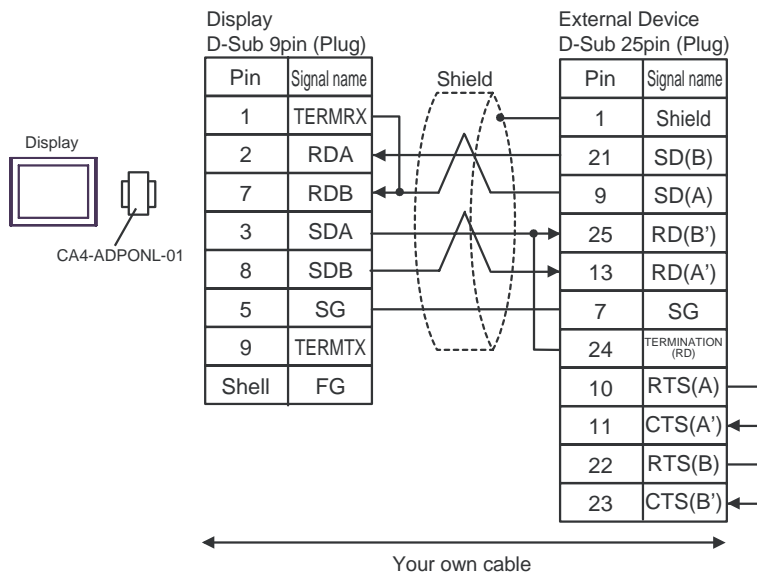 Display
D-Sub 9pin (Plug)
Pin Signal name
1 TERMRX
2 RDA
7 RDB
3 SDA
8 SDB
5 SG
9 TERMTX
Shell FG
Shield
External Device
D-Sub 25pin (Plug)
Pin Signal name
1 Shield
21 SD(B)
9 SD(A)
25 RD(B')
13 RD(A')
7 SG
24 TERMINATION
(RD)
10 RTS(A)
11 CTS(A')
22 RTS(B)
23 CTS(B')
Display
CA4-ADPONL-01
Your own cable